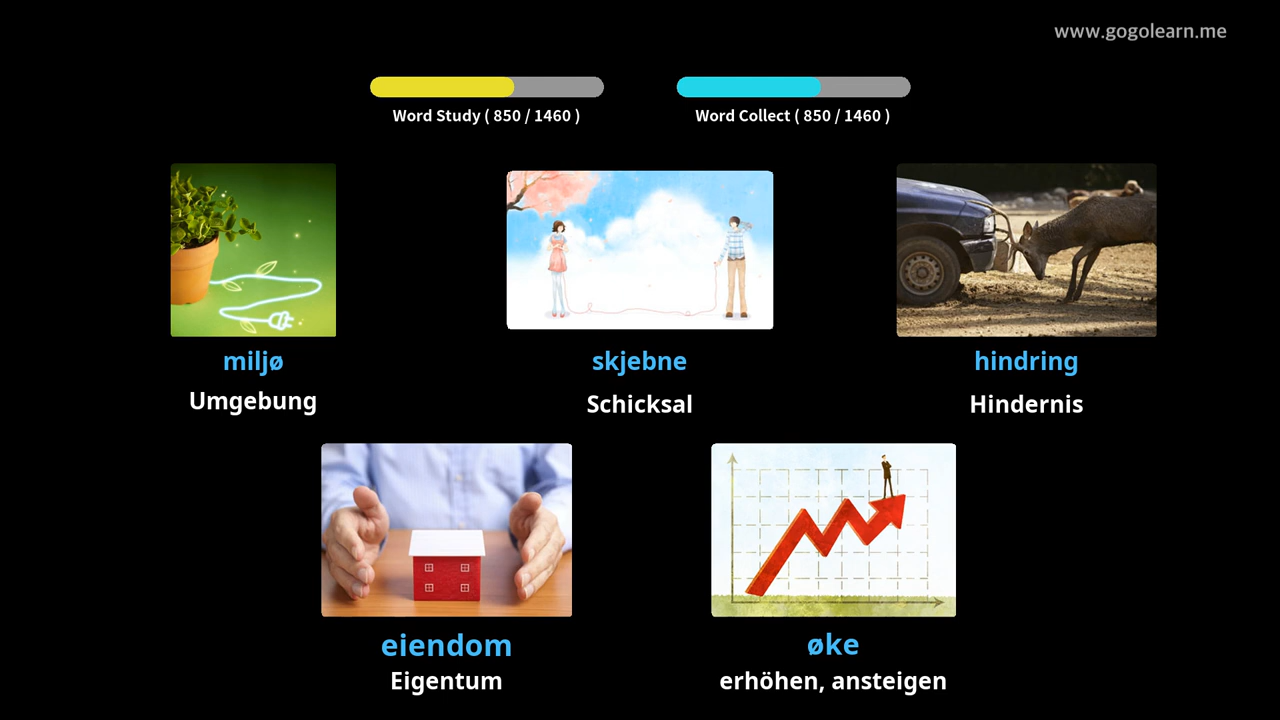 www.gogolearn.me
Word Study ( 850 / 1460 )
Word Collect ( 850 / 1460 )
miljø
skjebne
hindring
Umgebung
Schicksal
Hindernis
eiendom
øke
Eigentum
erhöhen, ansteigen